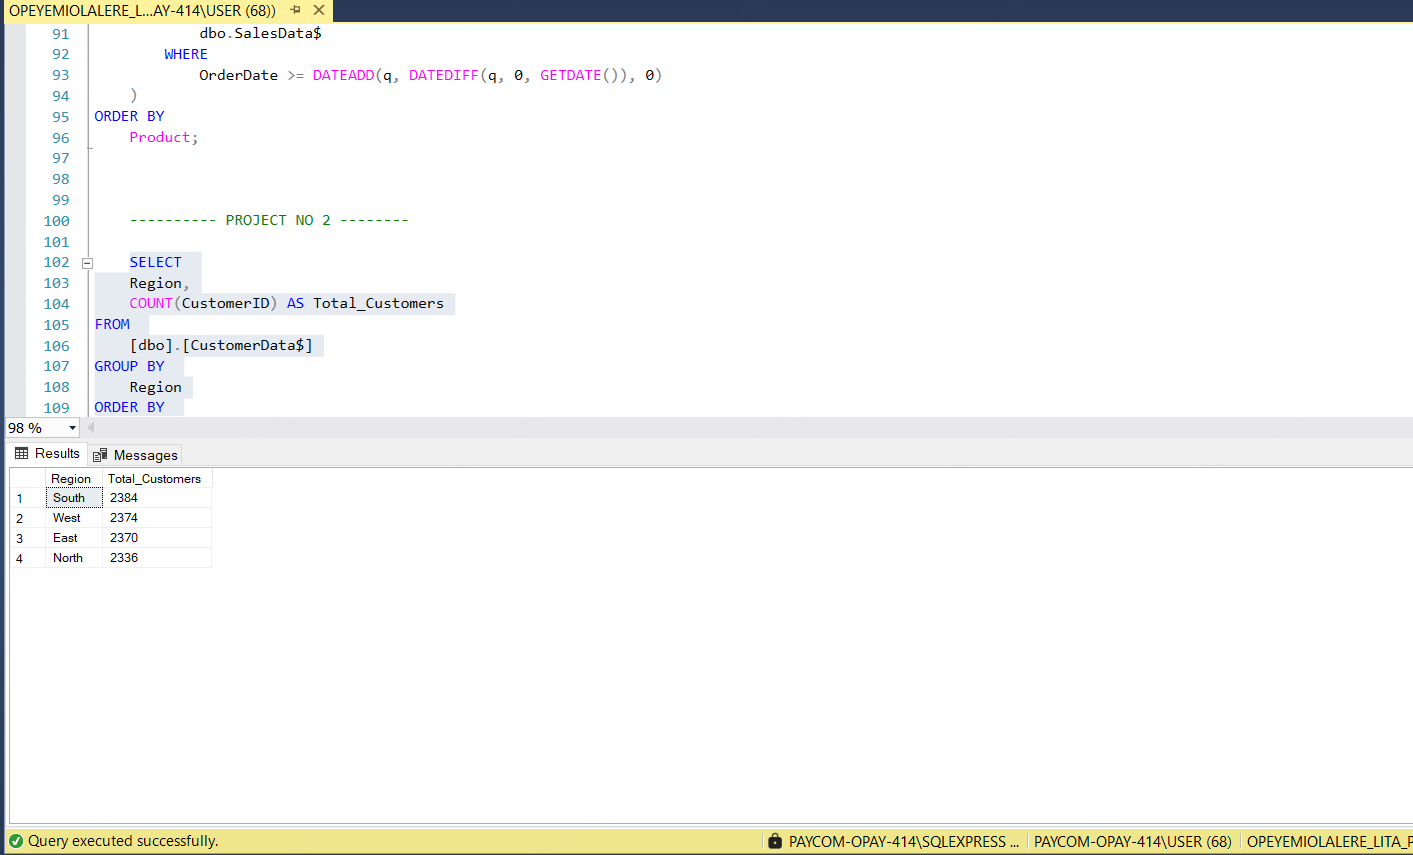 OPEYEMIOLALERE_L...AY-414\USER (68))
91 dbo.SalesData$
92 WHERE
93 OrderDate >= DATEADD(q, DATEDIFF(q, 0, GETDATE()), 0)
94 )
95 ORDER BY
96 Product;
97
98
99
100 ---------- PROJECT NO 2 --------
101
102 SELECT
103 Region,
104 COUNT(CustomerID) AS Total_Customers
105 FROM
106 [dbo].[CustomerData$]
107 GROUP BY
108 Region
109 ORDER BY
98 %
Results Messages
Region Total_Customers
1 South 2384
2 West 2374
3 East 2370
4 North 2336
Query executed successfully. PAYCOM-OPAY-414\SQLEXPRESS ... PAYCOM-OPAY-414\USER (68) OPEYEMIOLALERE_LITA_P